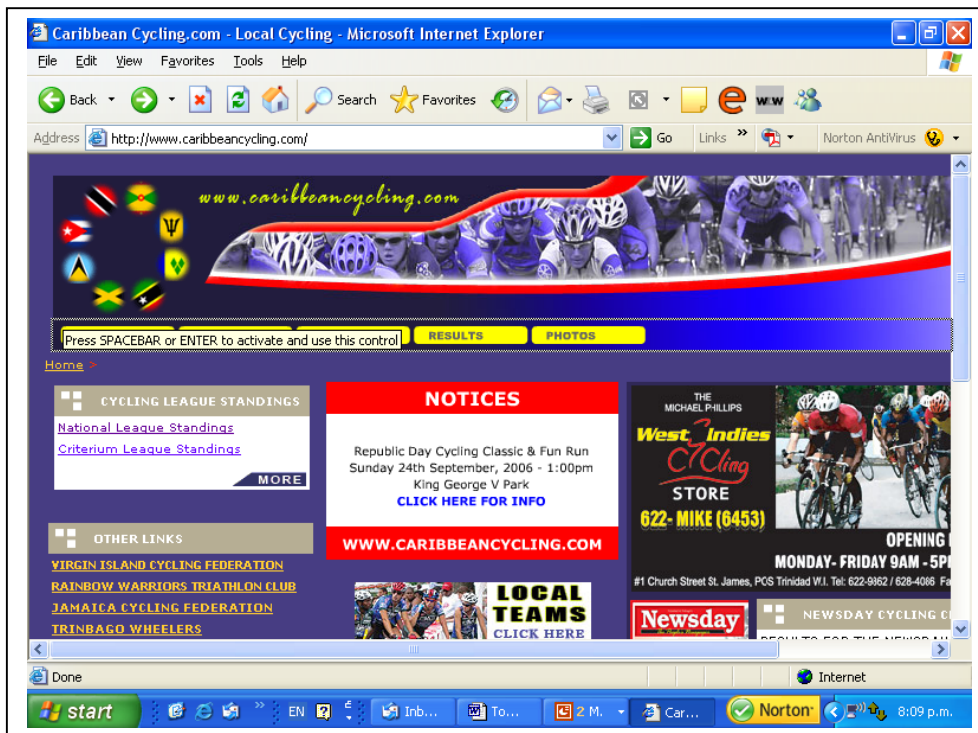 Caribbean Cycling.com - Local Cycling - Microsoft Internet Explorer
File Edit View Favorites Tools Help
Back Search Favorites
Address http://www.caribbeancycling.com/ Go Links » Norton AntiVirus
www.caribbeancycling.com
Press SPACEBAR or ENTER to activate and use this control RESULTS PHOTOS
Home >
CYCLING LEAGUE STANDINGS
National League Standings
Criterium League Standings
MORE
OTHER LINKS
VIRGIN ISLAND CYCLING FEDERATION
RAINBOW WARRIORS TRIATHLON CLUB
JAMAICA CYCLING FEDERATION
TRINBAGO WHEELERS
NOTICES
Republic Day Cycling Classic & Fun Run
Sunday 24th September, 2006 - 1:00pm
King George V Park
CLICK HERE FOR INFO
WWW.CARIBBEANCYCLING.COM
LOCAL
TEAMS
CLICK HERE
THE
MICHAEL PHILLIPS
West Indies
CYCling
STORE
622- MIKE (6453)
OPENING
MONDAY- FRIDAY 9AM - 5P
#1 Church Street St. James, POS Trinidad W.I. Tel: 622-9862 / 628-4086 Fa
Newsday
NEWSDAY CYCLING C
Done Internet
start » EN Inb... To... 2 M. Car... Norton 8:09 p.m.